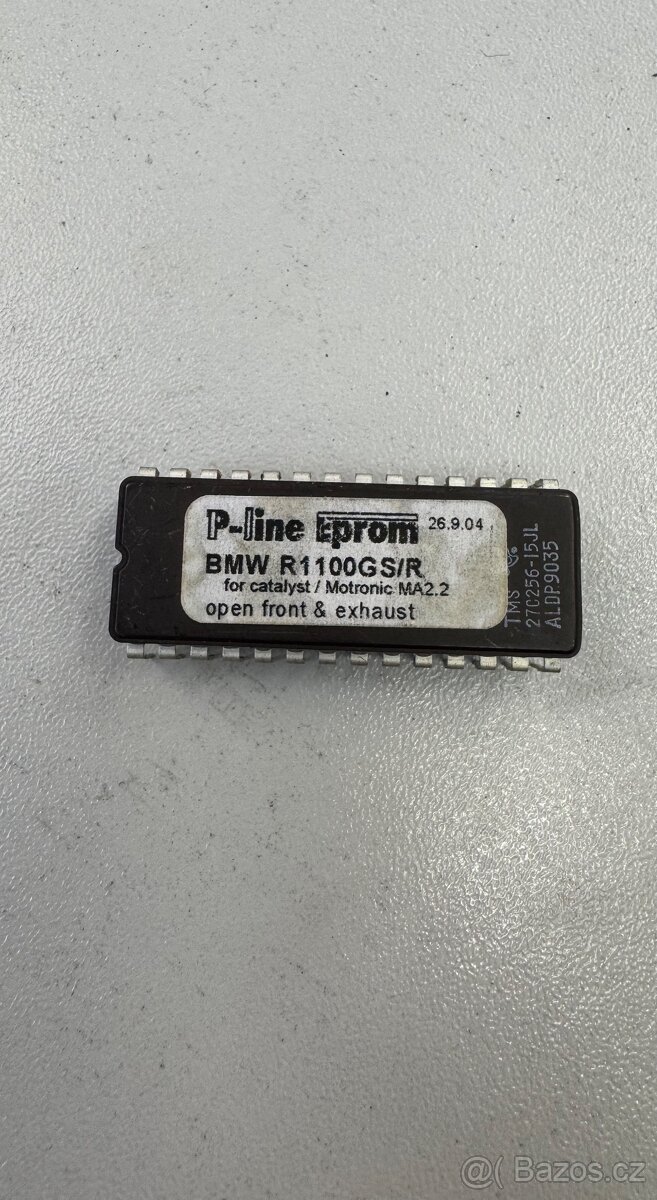 P-line Eprom 26.9.04
BMW R1100GS/R
for catalyst / Motronic MA2.2
open front & exhaust
TMS
27C256-15JL
ALDP9035
Bazos.cz